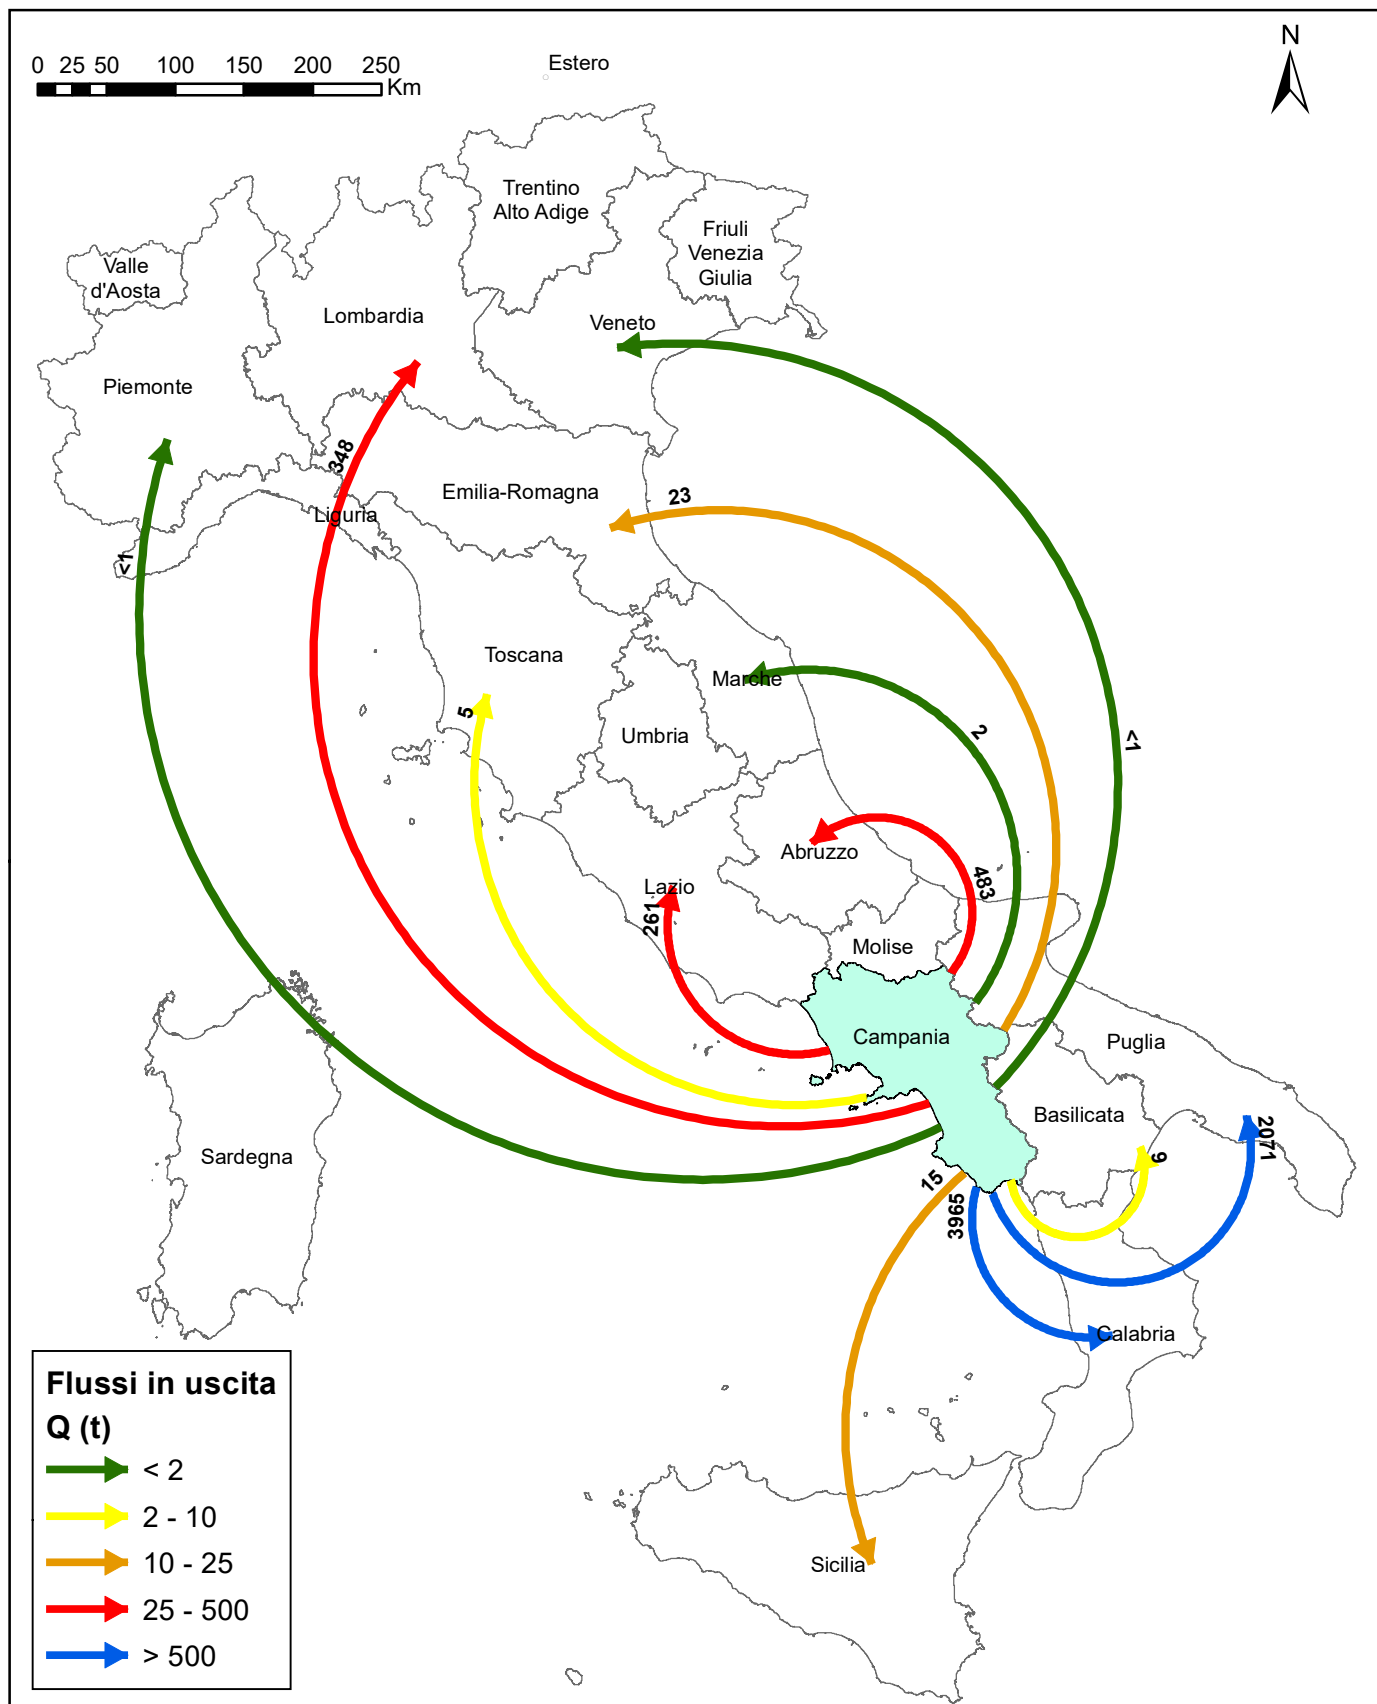 0 25 50 100 150 200 250
Km
Estero
N
Trentino
Alto Adige
Friuli
Venezia
Giulia
Valle
d'Aosta
Lombardia
Veneto
Piemonte
348
Emilia-Romagna
23
Liguria
<1
Toscana
Marche
5
Umbria
2
<1
Abruzzo
483
Lazio
261
Molise
Campania
Puglia
Basilicata
2071
9
Sardegna
15
3965
Calabria
Sicilia
Flussi in uscita
Q (t)
< 2
2 - 10
10 - 25
25 - 500
> 500